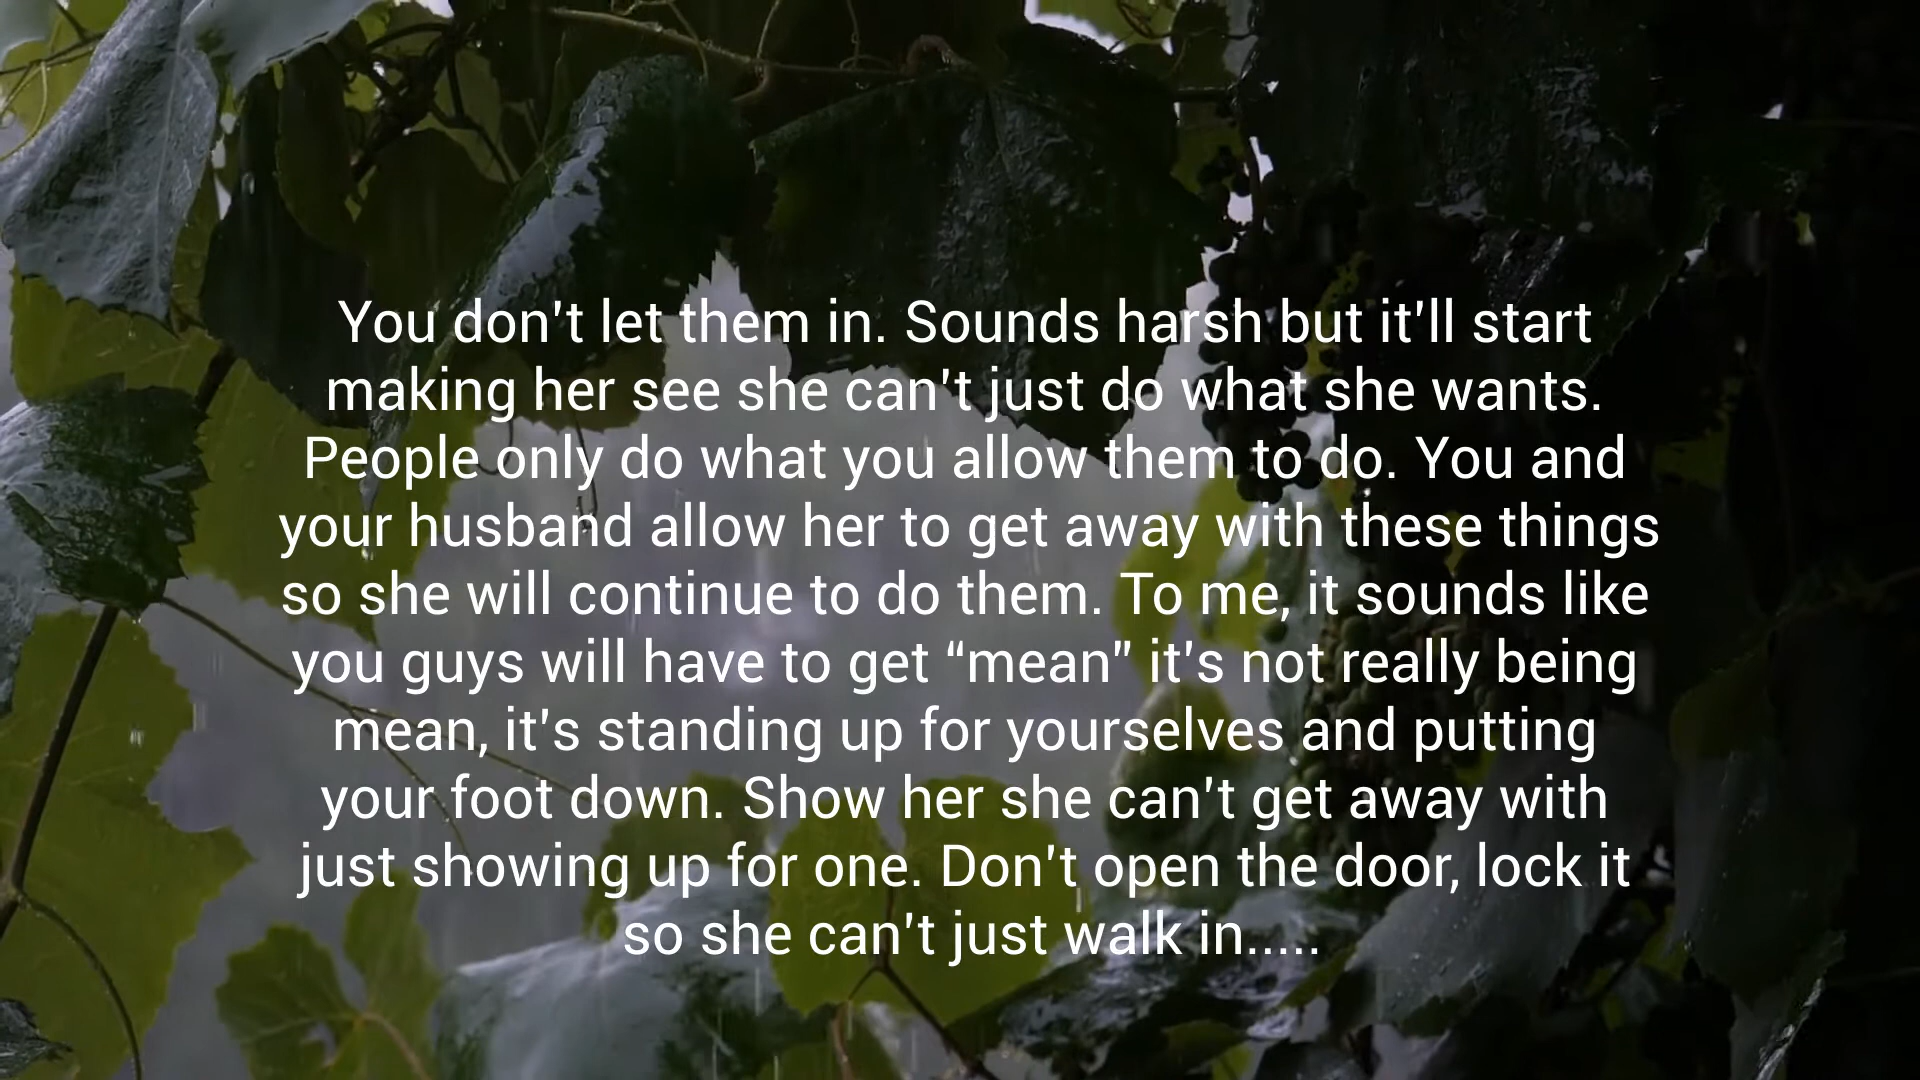 You don't let them in. Sounds harsh but it'll start
making her see she can't just do what she wants.
People only do what you allow them to do. You and
your husband allow her to get away with these things
so she will continue to do them. To me, it sounds like
you guys will have to get “mean” it's not really being
mean, it's standing up for yourselves and putting
your foot down. Show her she can't get away with
just showing up for one. Don't open the door, lock it
so she can't just walk in.....